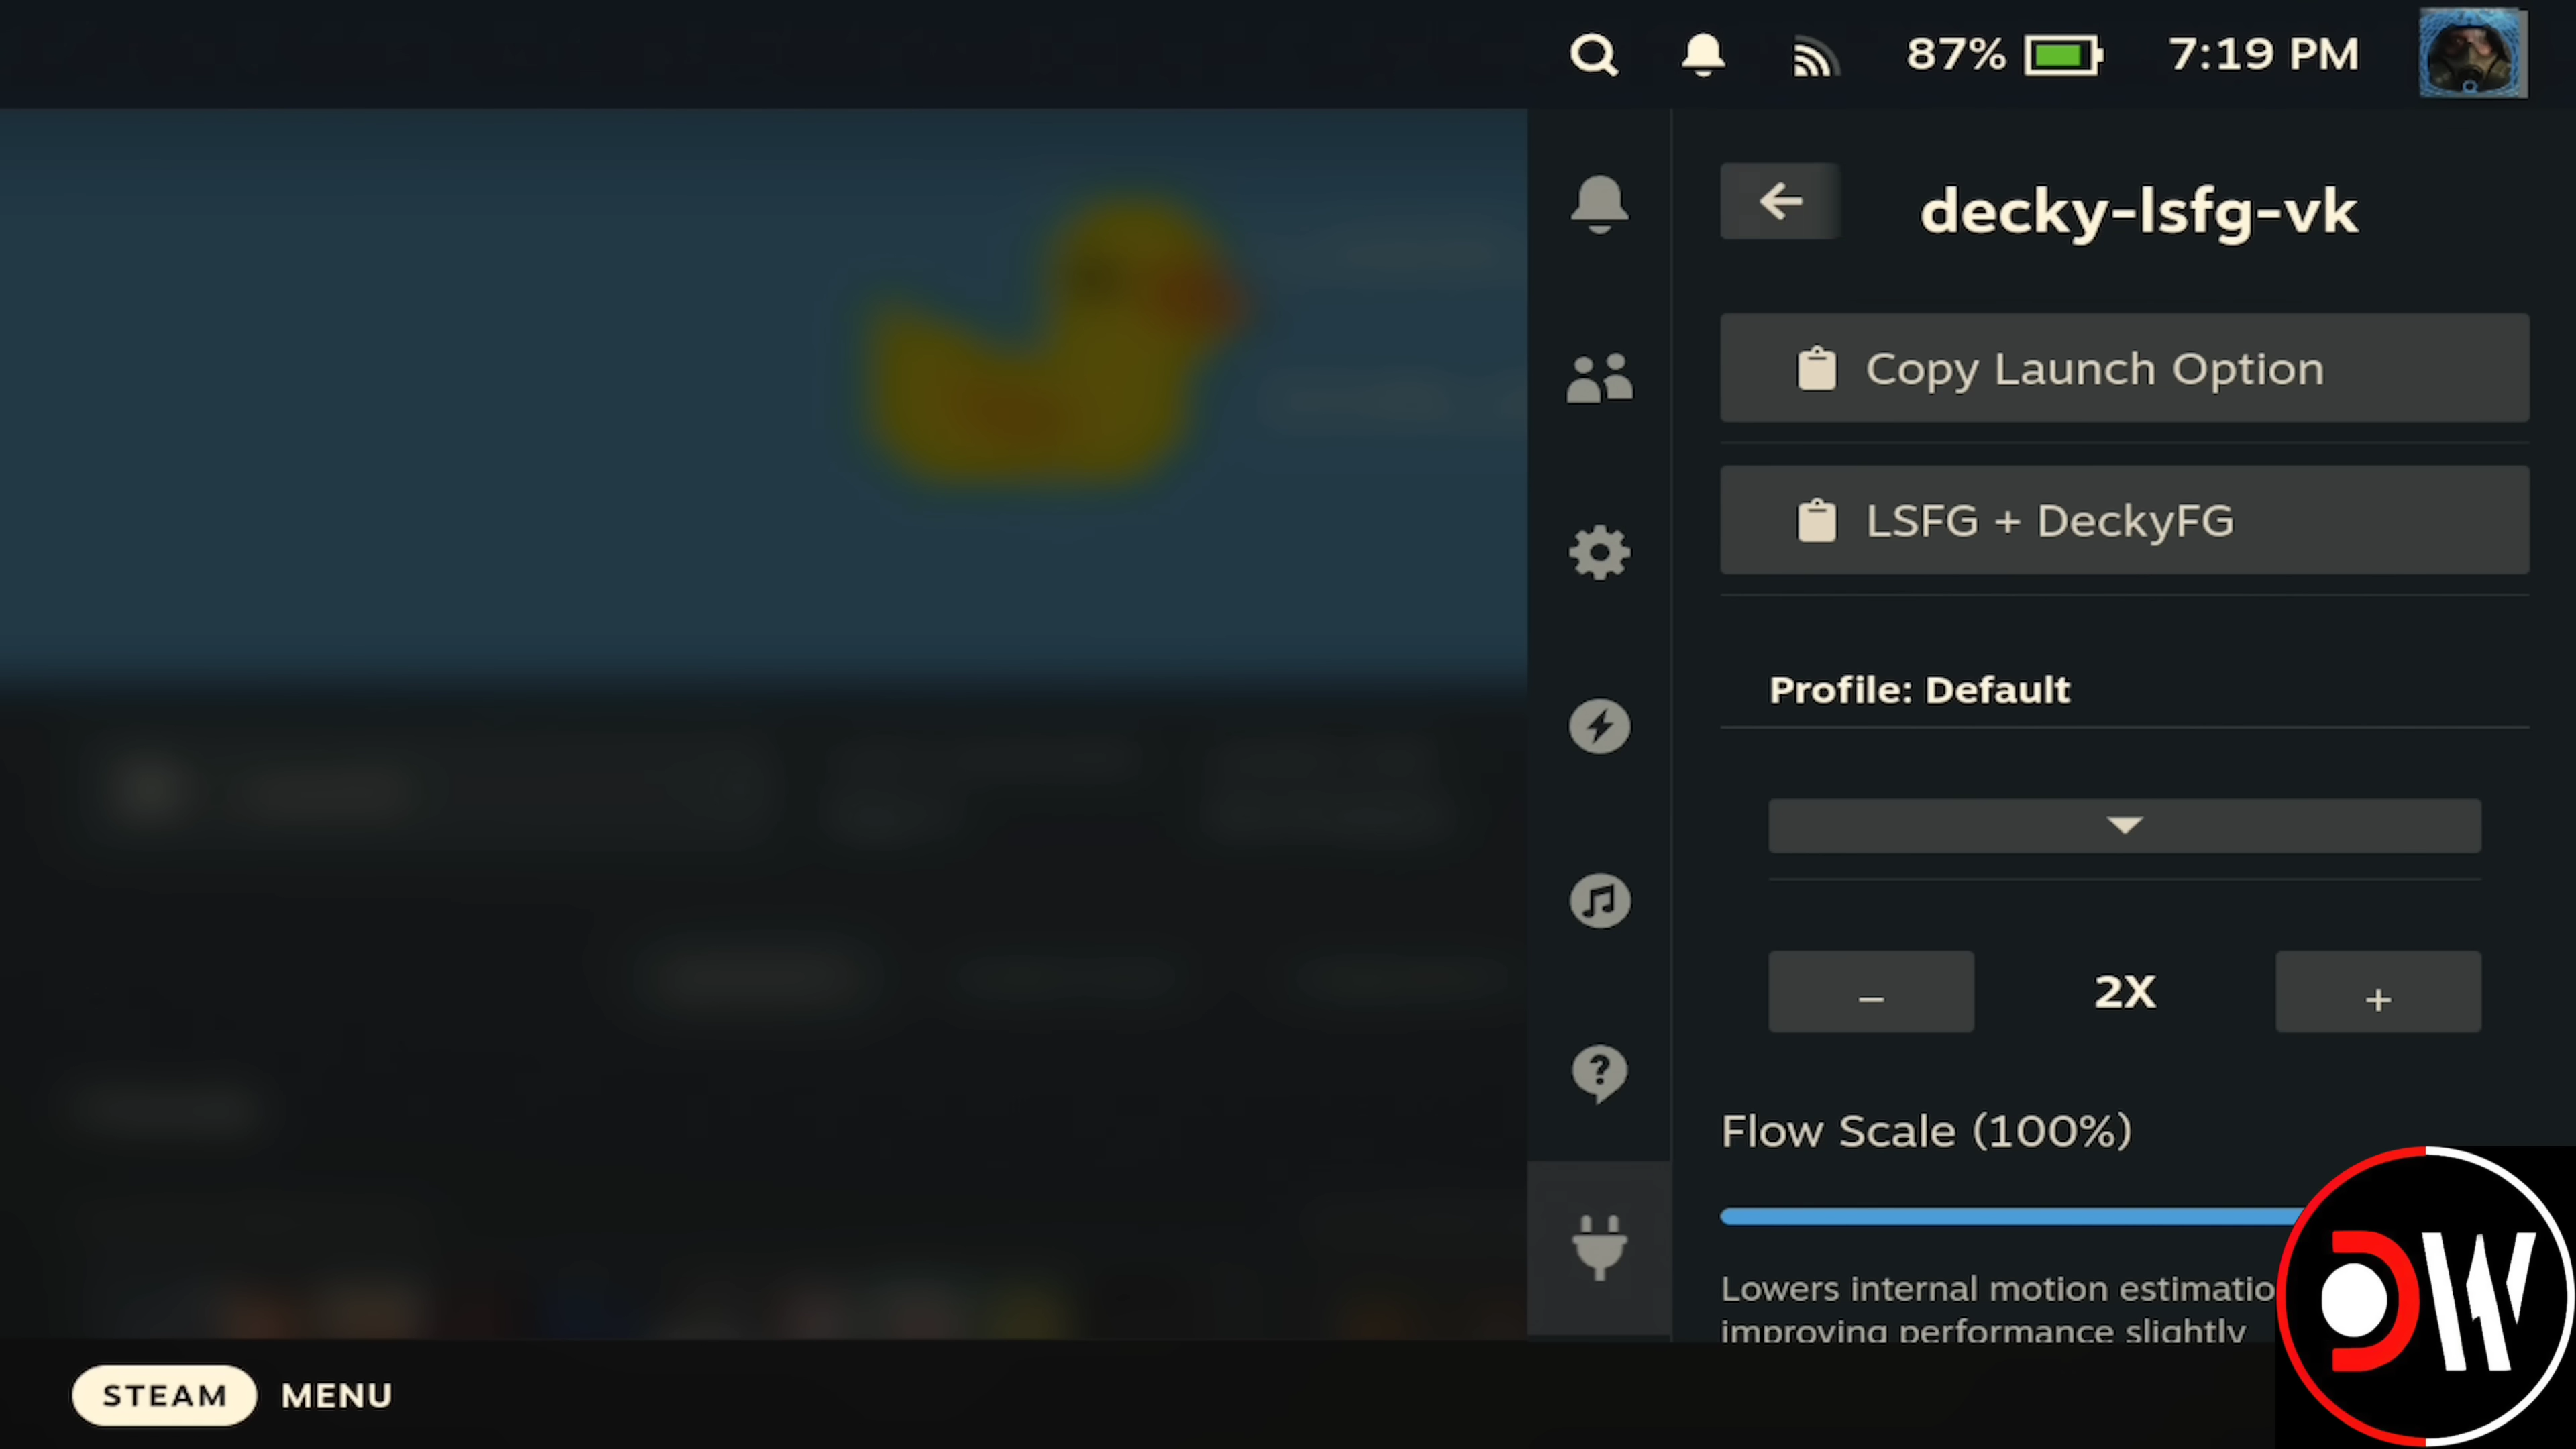 87%
7:19 PM
decky-lsfg-vk
Copy Launch Option
LSFG + DeckyFG
Profile: Default
− 2X +
Flow Scale (100%)
Lowers internal motion estimatio
improving performance slightly
STEAM MENU
DW